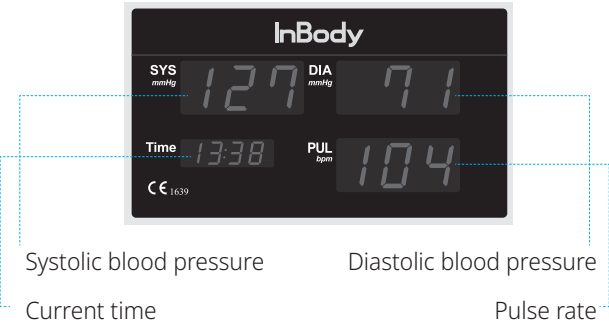 InBody
SYS
mmHg
127
DIA
mmHg
71
Time
13:38
PUL
bpm
104
CE 1639
Systolic blood pressure
Diastolic blood pressure
Current time
Pulse rate